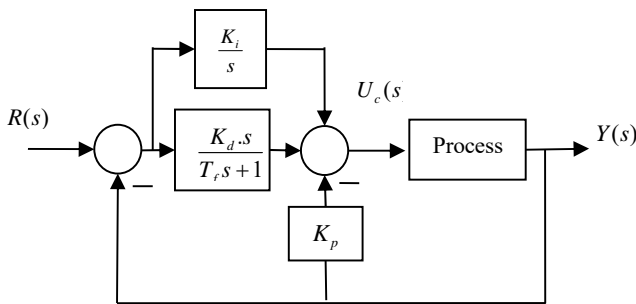 K_i
s
U_c(s)
R(s)
K_d.s
T_f s+1
Process
Y(s)
K_p